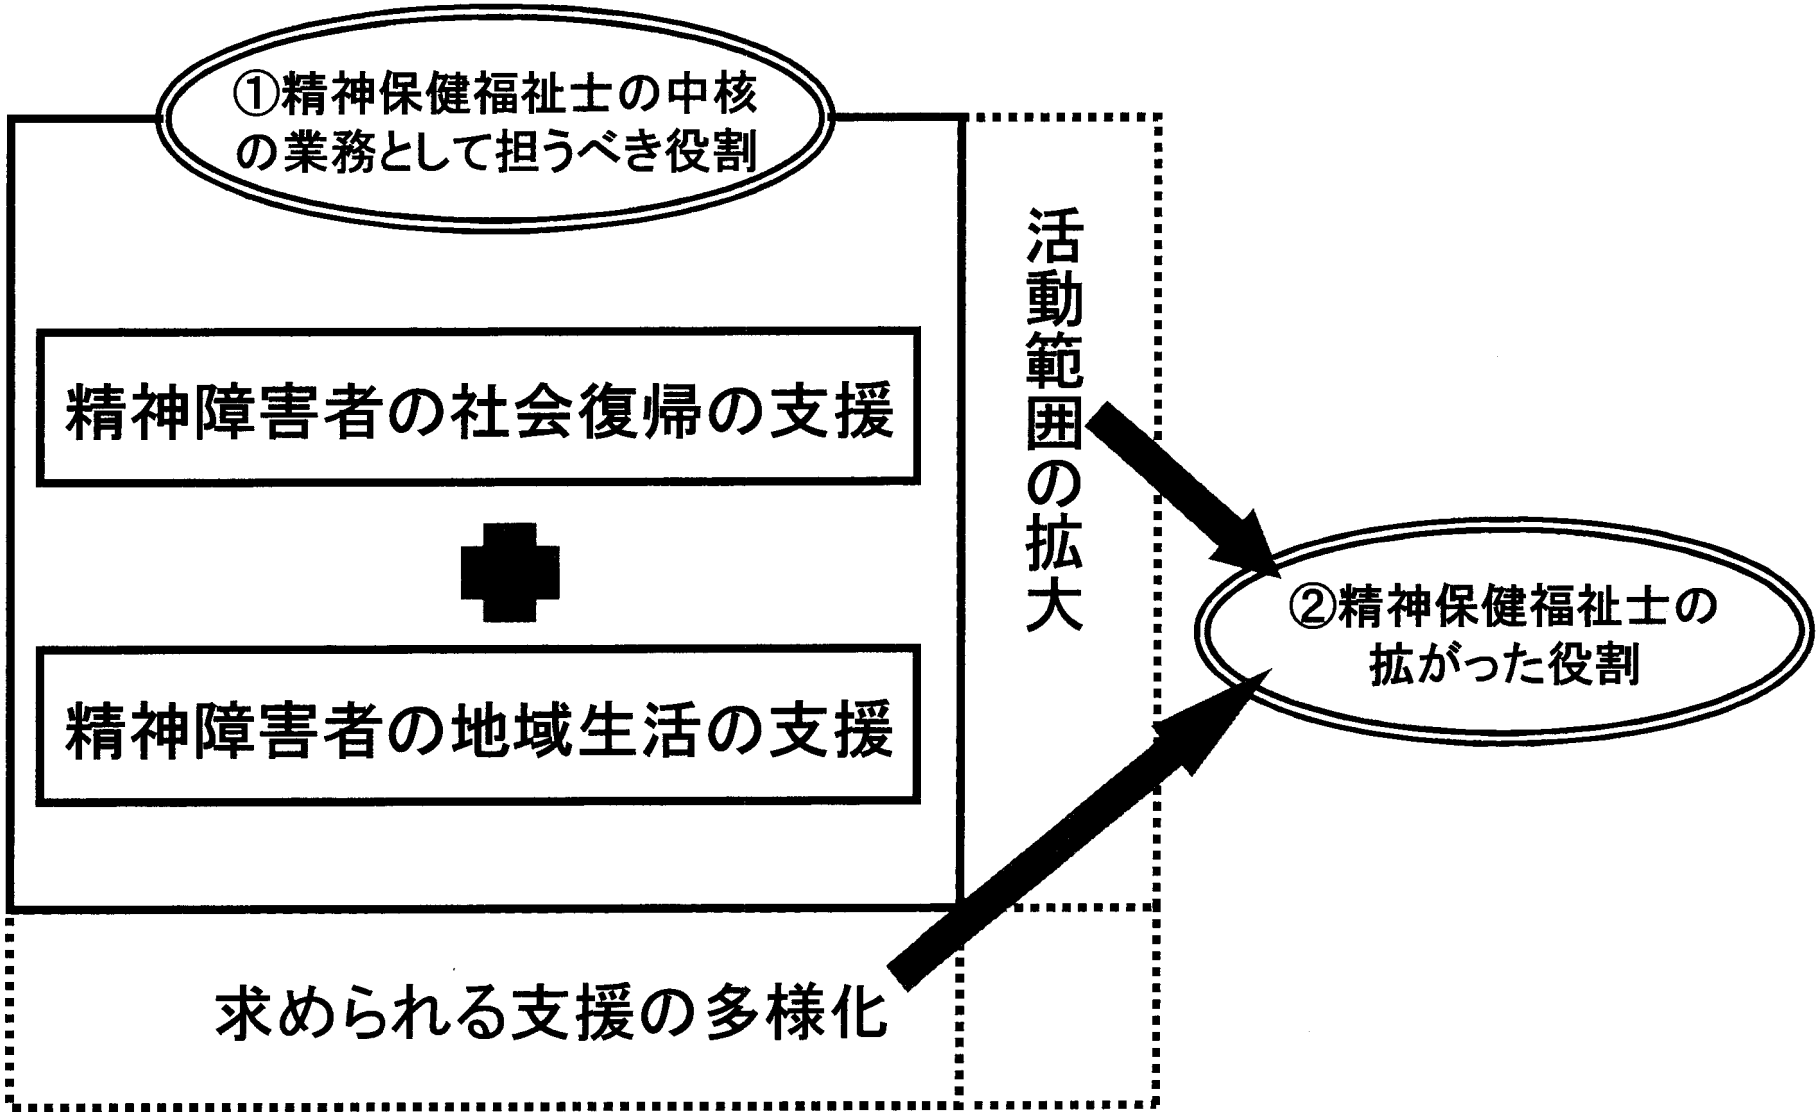 ①精神保健福祉士の中核
の業務として担うべき役割
精神障害者の社会復帰の支援
精神障害者の地域生活の支援
活動範囲の拡大
求められる支援の多様化
②精神保健福祉士の
拡がった役割